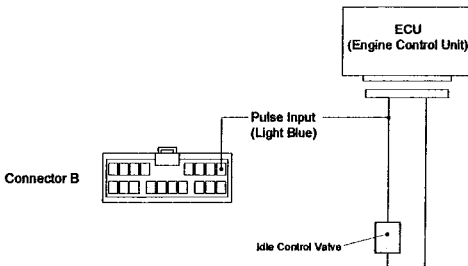 ECU
(Engine Control Unit)
Pulse Input
(Light Blue)
Connector B
Idle Control Valve